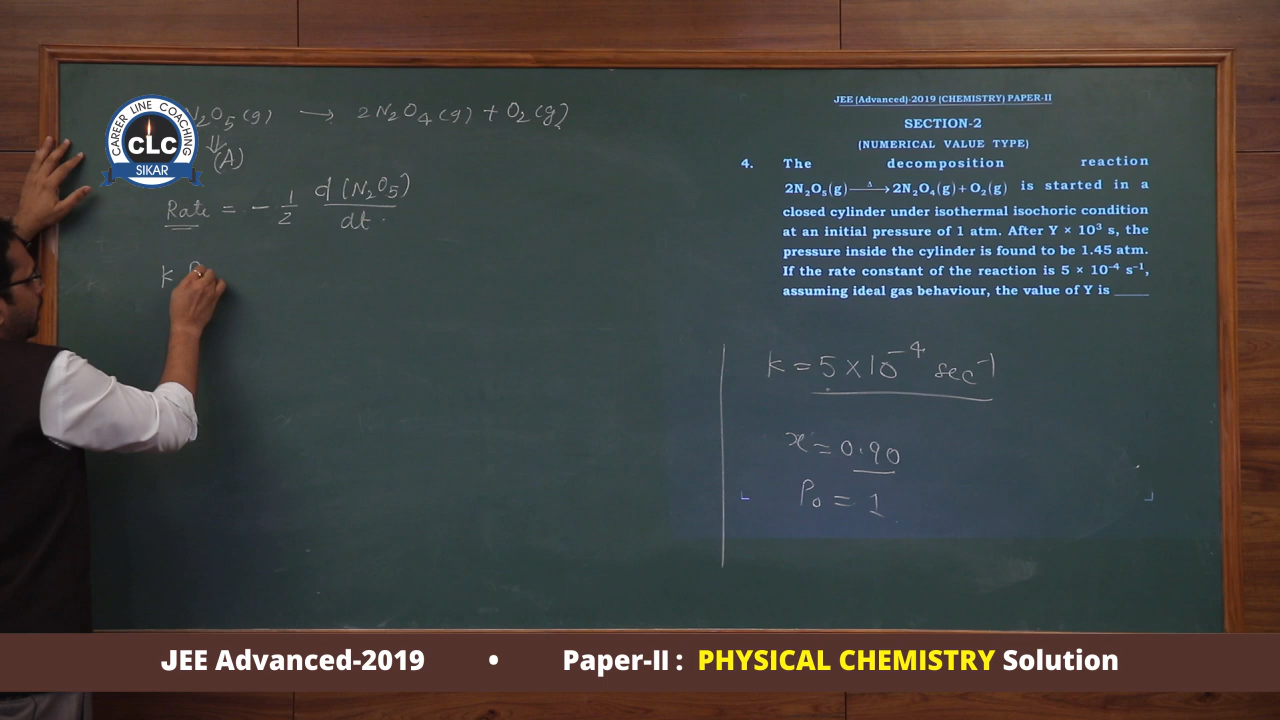 CAREER LINE COACHING
CLC
SIKAR
N₂O₅(g) ⟶ 2N₂O₄(g) + O₂(g)
⇓
(A)
Rate = - 1/2 d(N₂O₅)/dt
k
JEE (Advanced)-2019 (CHEMISTRY) PAPER-II
SECTION-2
(NUMERICAL VALUE TYPE)
4. The decomposition reaction
2N₂O₅(g) —Δ→ 2N₂O₄(g) + O₂(g) is started in a
closed cylinder under isothermal isochoric condition
at an initial pressure of 1 atm. After Y × 10³ s, the
pressure inside the cylinder is found to be 1.45 atm.
If the rate constant of the reaction is 5 × 10⁻⁴ s⁻¹,
assuming ideal gas behaviour, the value of Y is _____
k = 5×10⁻⁴ sec⁻¹
x = 0.90
P₀ = 1
JEE Advanced-2019 • Paper-II : PHYSICAL CHEMISTRY Solution